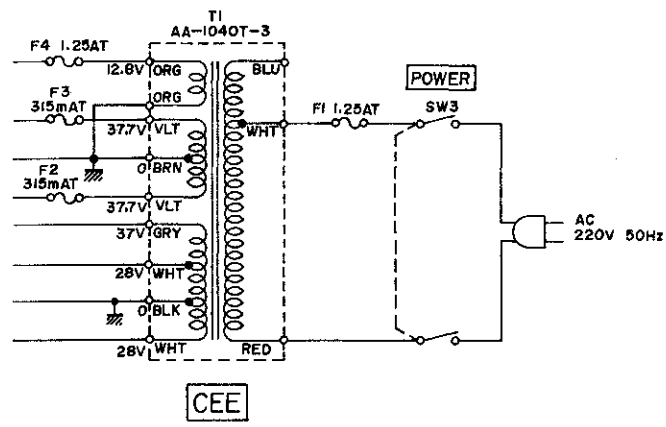 T1
AA-1040T-3
F4 1.25AT
12.8V
ORG
BLU
POWER
ORG
F3
315mAT
F1 1.25AT
SW3
37.7V
VLT
WHT
0
BRN
F2
315mAT
37.7V
VLT
AC
220V 50Hz
37V
GRY
28V
WHT
0
BLK
28V
WHT
RED
CEE